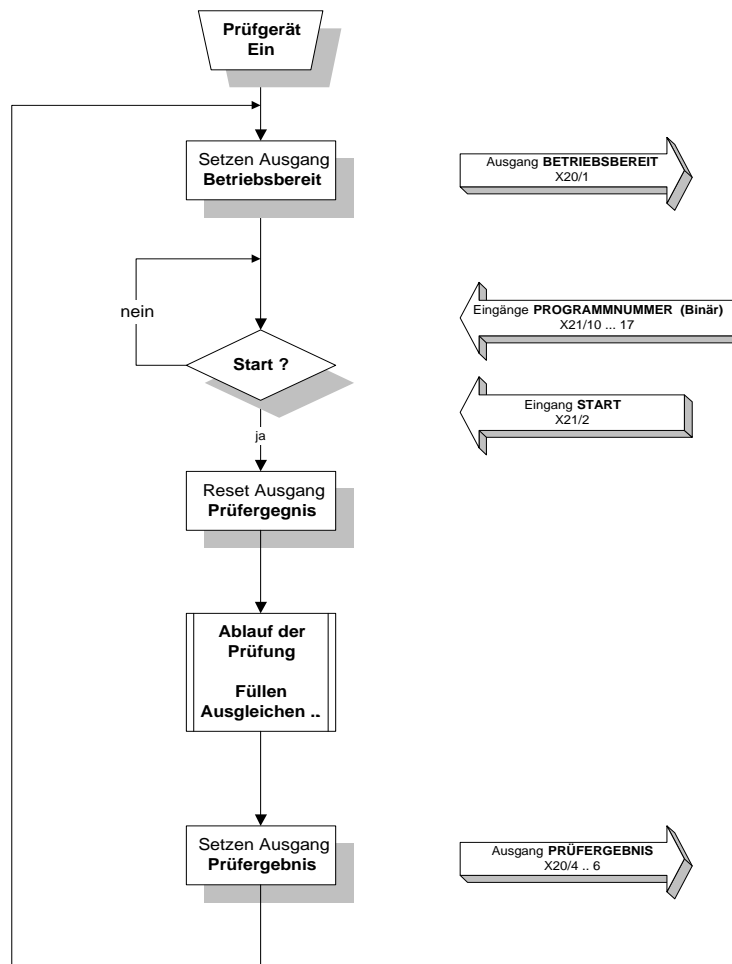 Prüfgerät
Ein
Setzen Ausgang
Betriebsbereit
Ausgang BETRIEBSBEREIT
X20/1
nein
Eingänge PROGRAMMNUMMER (Binär)
X21/10 ... 17
Start ?
Eingang START
X21/2
ja
Reset Ausgang
Prüfergegnis
Ablauf der
Prüfung
Füllen
Ausgleichen ..
Setzen Ausgang
Prüfergebnis
Ausgang PRÜFERGEBNIS
X20/4 .. 6